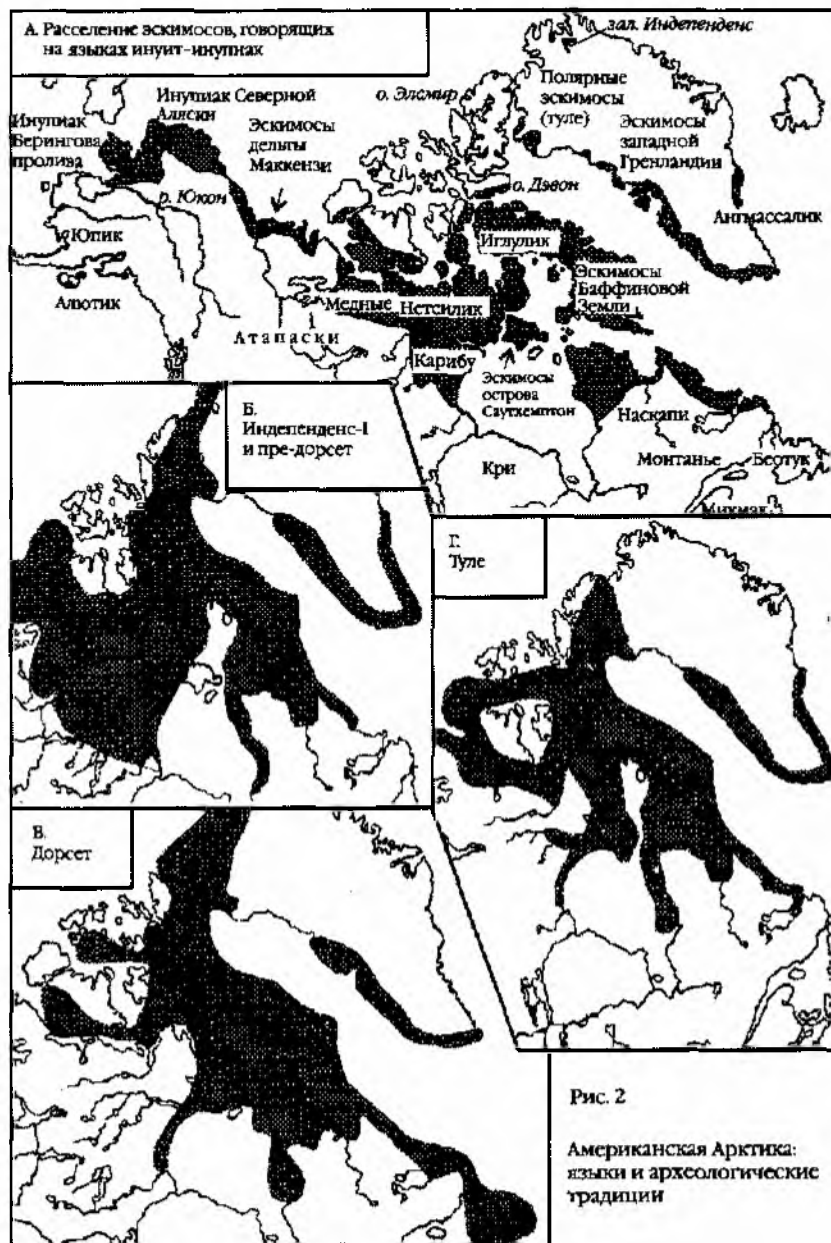 А. Расселение эскимосов, говорящих
на языках инуит-инупиак
зал. Индепенденс
Инупиак
Берингова
пролива
Инупиак Северной
Аляски
Эскимосы
дельты
Маккензи
о. Элсмир
Полярные
эскимосы
(туле)
Эскимосы
западной
Гренландии
р. Юкон
о. Дэвон
Ангмассалик
Юпик
Иглулик
Алютик
Эскимосы
Баффиновой
Земли
Медные
Нетсилик
Атапаски
Карибу
Эскимосы
острова
Саутхемптон
Наскапи
Кри
Монтанье
Беотук
Микмак
Б.
Индепенденс-I
и пре-дорсет
Г.
Туле
В.
Дорсет
Рис. 2
Американская Арктика:
языки и археологические
традиции